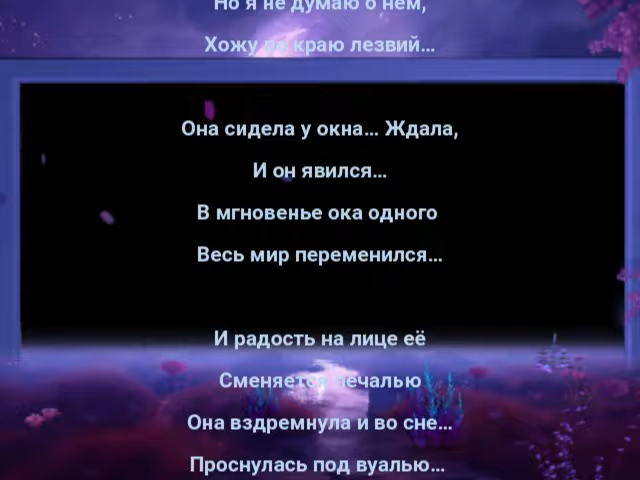 Но я не думаю о нём,
Хожу по краю лезвий...
Она сидела у окна... Ждала,
И он явился...
В мгновенье ока одного
Весь мир переменился...
И радость на лице её
Сменяется печалью
Она вздремнула и во сне...
Проснулась под вуалью...